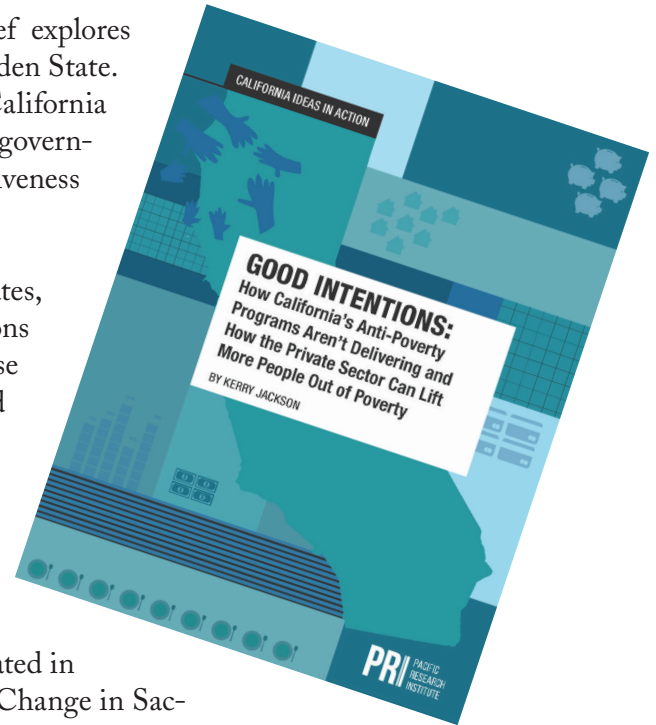 ef explores
den State.
California
govern-
iveness
ates,
ons
se
d
ated in
Change in Sac-
CALIFORNIA IDEAS IN ACTION
GOOD INTENTIONS:
How California's Anti-Poverty
Programs Aren't Delivering and
How the Private Sector Can Lift
More People Out of Poverty
BY KERRY JACKSON
PRI PACIFIC
RESEARCH
INSTITUTE